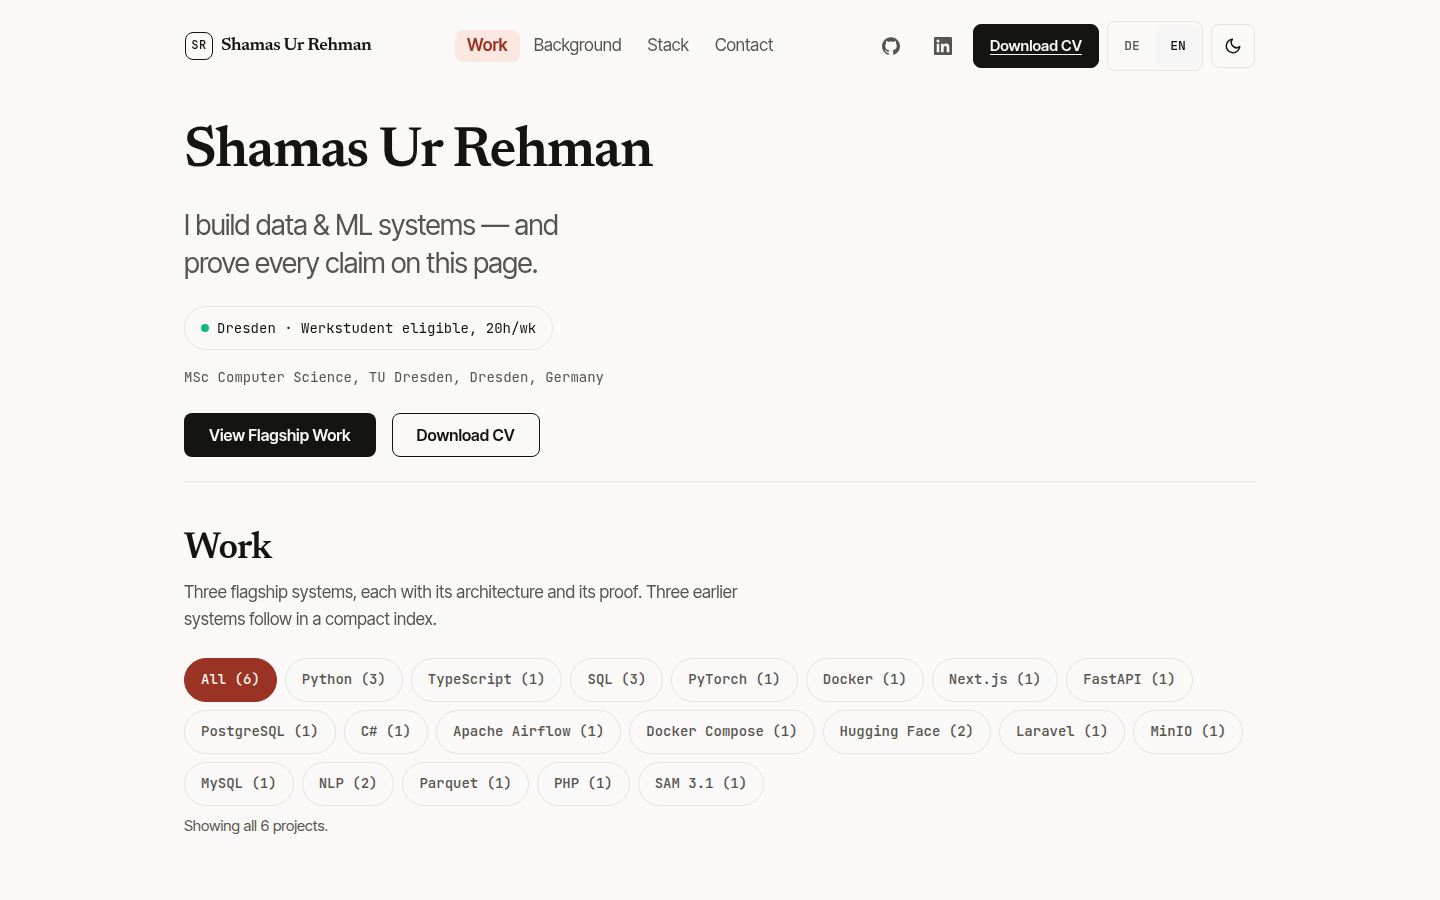 SR Shamas Ur Rehman Work Background Stack Contact Download CV DE EN
Shamas Ur Rehman
I build data & ML systems — and
prove every claim on this page.
Dresden · Werkstudent eligible, 20h/wk
MSc Computer Science, TU Dresden, Dresden, Germany
View Flagship Work Download CV
Work
Three flagship systems, each with its architecture and its proof. Three earlier
systems follow in a compact index.
All (6) Python (3) TypeScript (1) SQL (3) PyTorch (1) Docker (1) Next.js (1) FastAPI (1)
PostgreSQL (1) C# (1) Apache Airflow (1) Docker Compose (1) Hugging Face (2) Laravel (1) MinIO (1)
MySQL (1) NLP (2) Parquet (1) PHP (1) SAM 3.1 (1)
Showing all 6 projects.